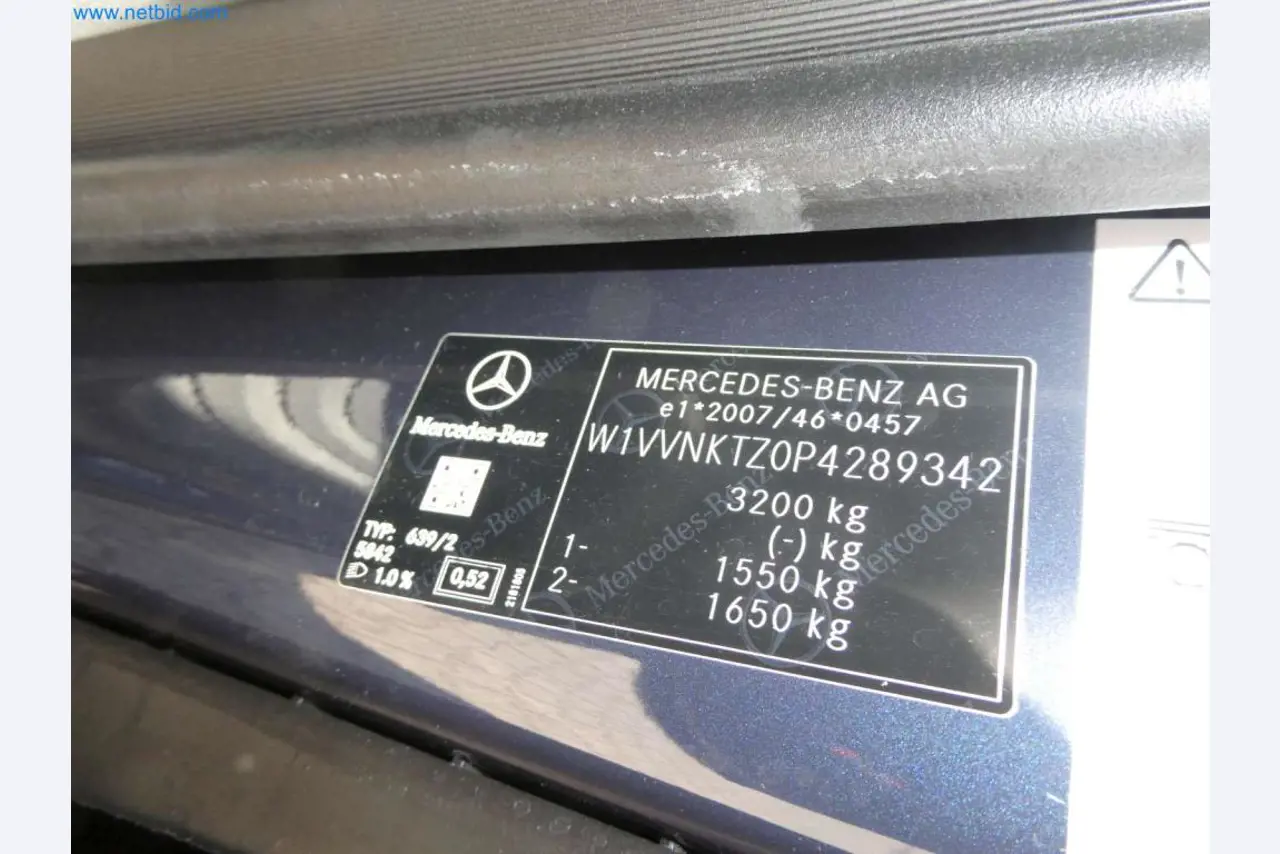 www.netbid.com
Mercedes-Benz
TYP: 639/2
5842
1.0 %
0,52
2181608
MERCEDES-BENZ AG
e1*2007/46*0457
W1VVNKTZ0P4289342
3200 kg
1- (-) kg
2- 1550 kg
1650 kg